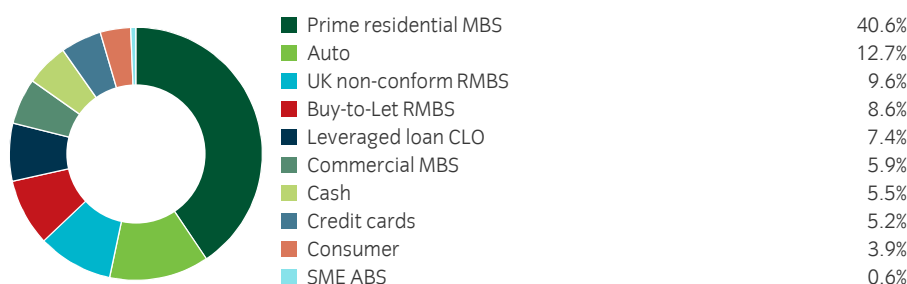 Prime residential MBS 40.6%
Auto 12.7%
UK non-conform RMBS 9.6%
Buy-to-Let RMBS 8.6%
Leveraged loan CLO 7.4%
Commercial MBS 5.9%
Cash 5.5%
Credit cards 5.2%
Consumer 3.9%
SME ABS 0.6%